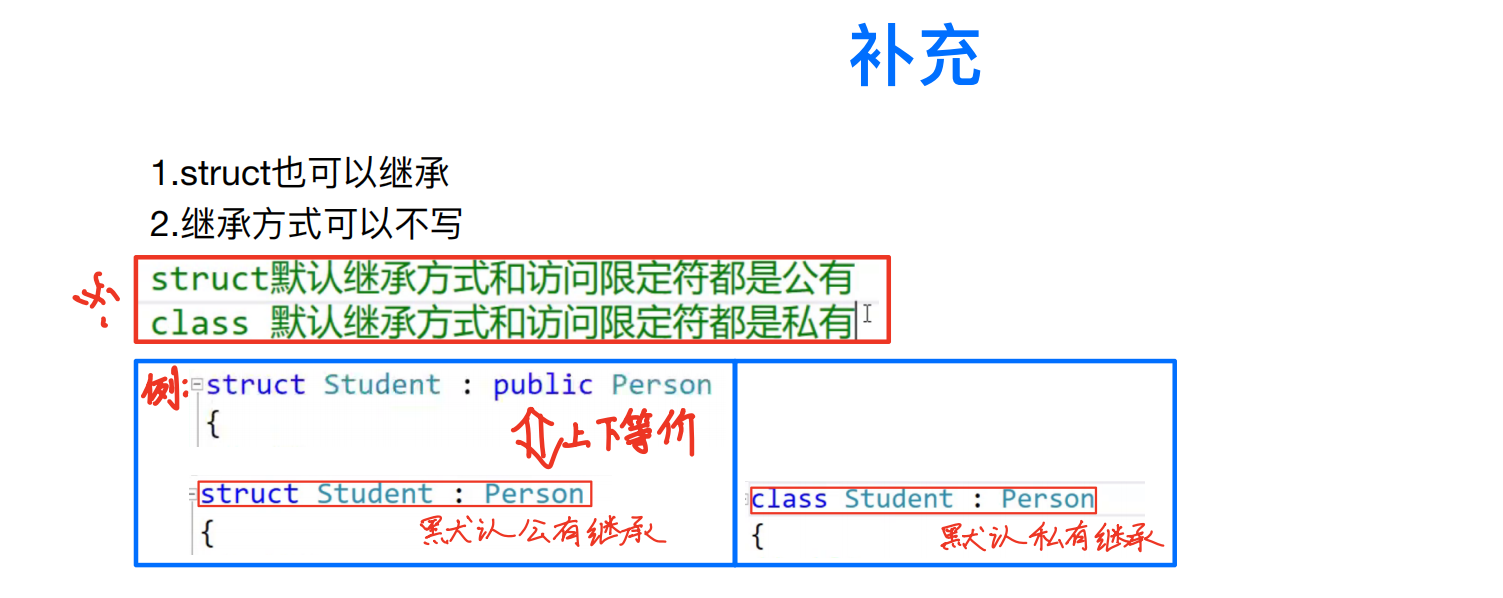 补充
1.struct也可以继承
2.继承方式可以不写
struct默认继承方式和访问限定符都是公有
class 默认继承方式和访问限定符都是私有
例:
struct Student : public Person
{
上下等价
struct Student : Person
默认公有继承
{
class Student : Person
默认私有继承
{